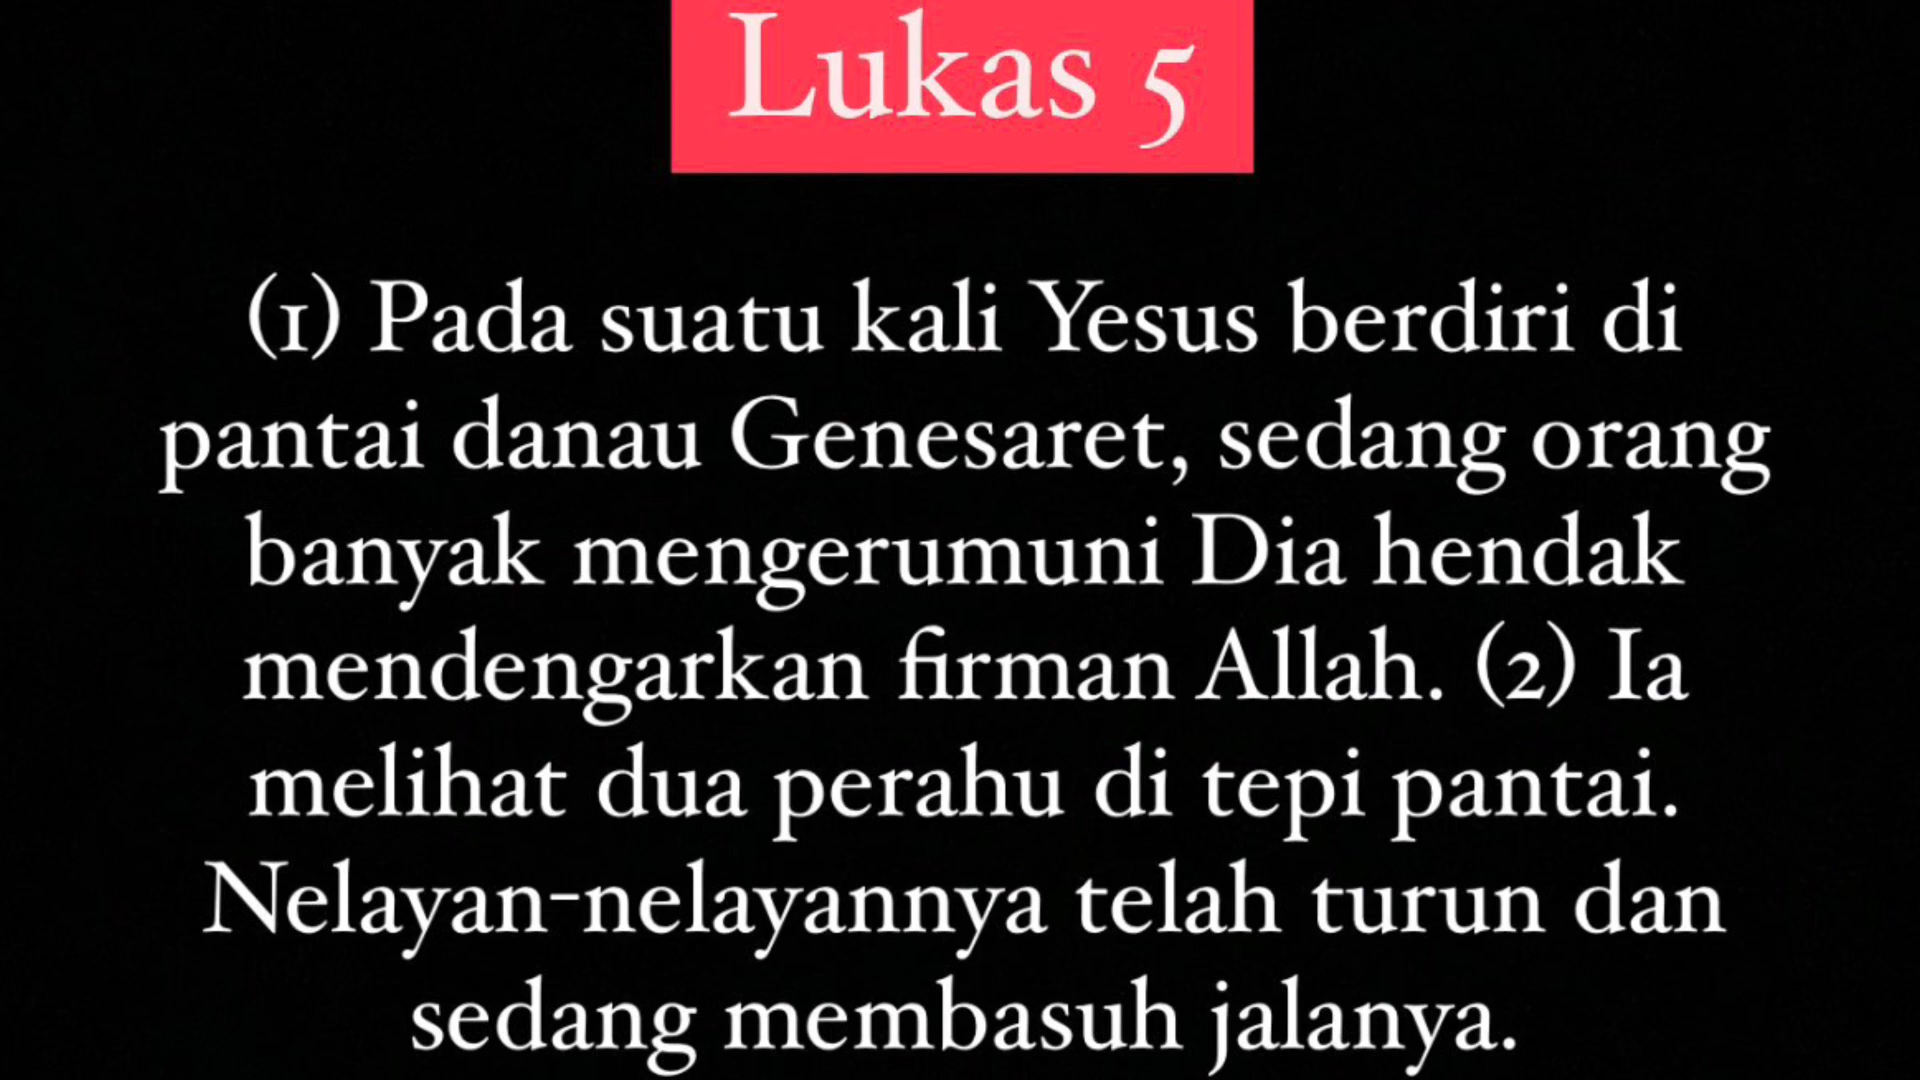 Lukas 5
(1) Pada suatu kali Yesus berdiri di
pantai danau Genesaret, sedang orang
banyak mengerumuni Dia hendak
mendengarkan firman Allah. (2) Ia
melihat dua perahu di tepi pantai.
Nelayan-nelayannya telah turun dan
sedang membasuh jalanya.